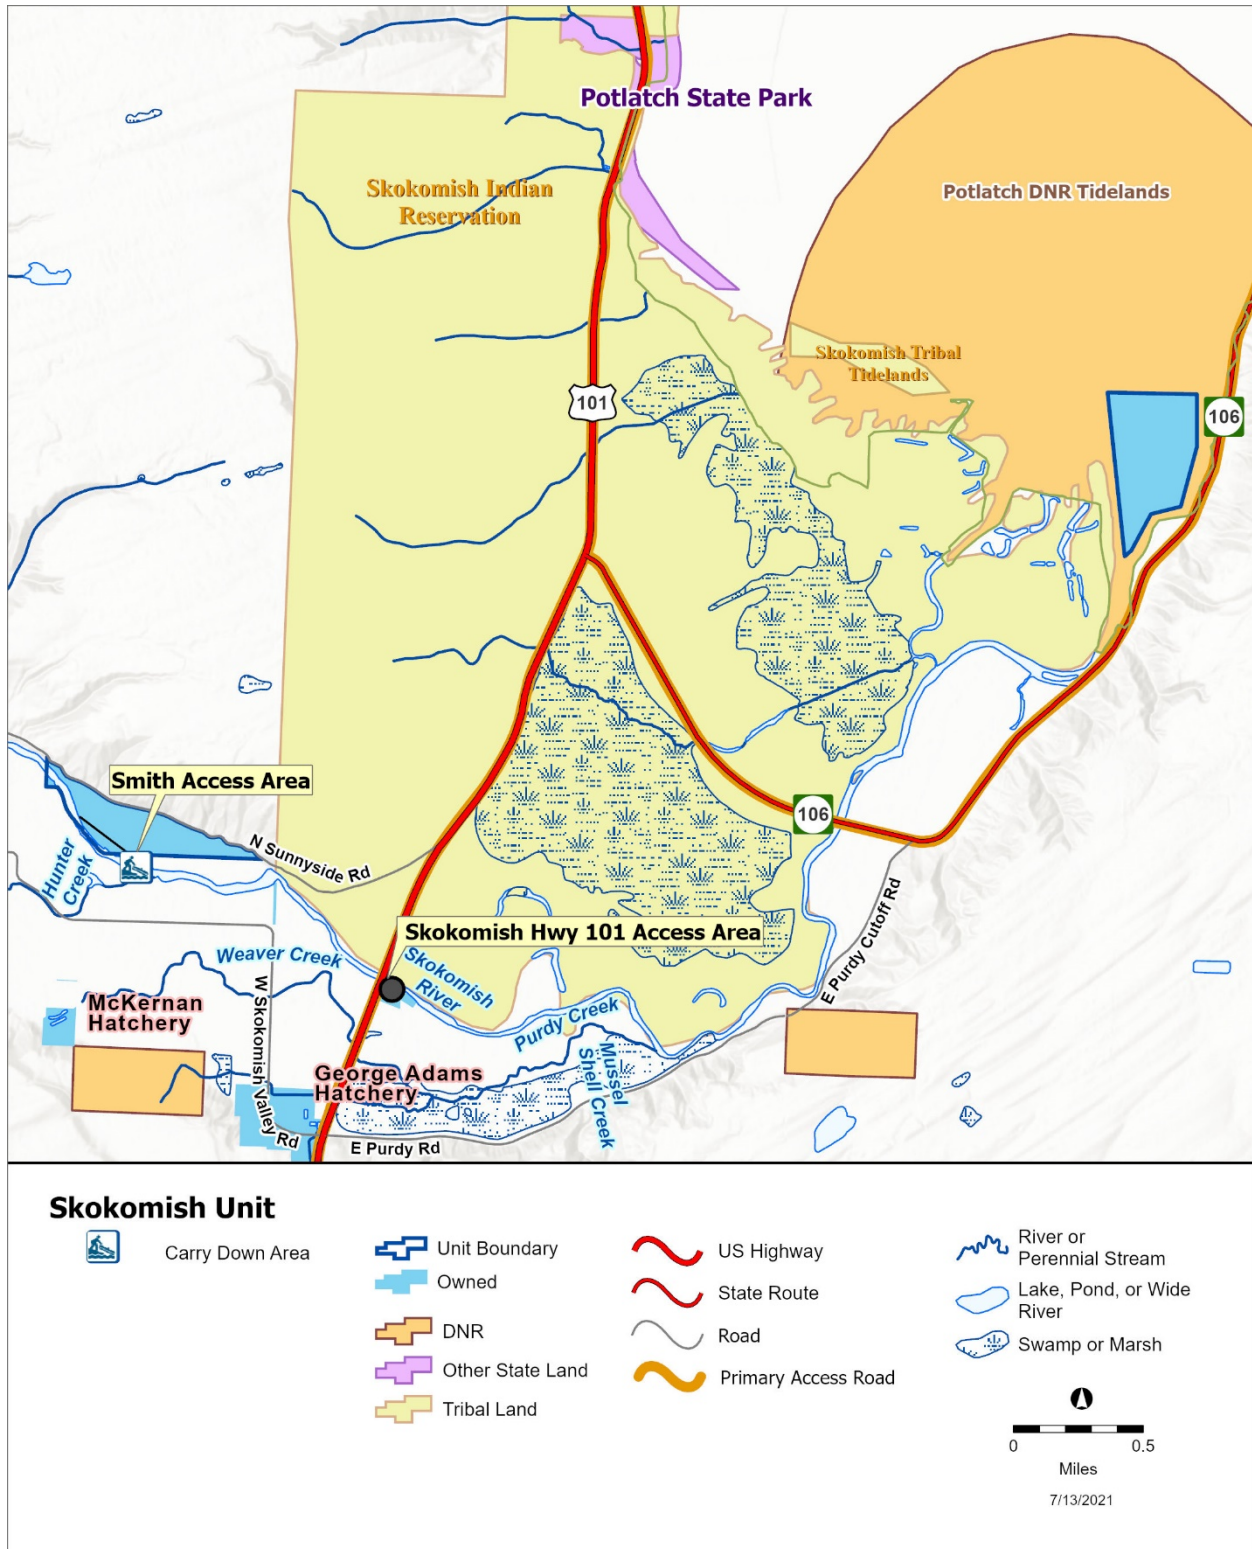 Potlatch State Park
Skokomish Indian
Reservation
Potlatch DNR Tidelands
Skokomish Tribal
Tidelands
101
106
106
Smith Access Area
N Sunnyside Rd
Hunter
Creek
Skokomish Hwy 101 Access Area
Weaver Creek
Skokomish
River
E Purdy Cutoff Rd
W Skokomish Valley Rd
McKernan
Hatchery
Purdy Creek
Mussel
Shell Creek
George Adams
Hatchery
E Purdy Rd
Skokomish Unit
Carry Down Area
Unit Boundary
Owned
DNR
Other State Land
Tribal Land
US Highway
State Route
Road
Primary Access Road
River or
Perennial Stream
Lake, Pond, or Wide
River
Swamp or Marsh
0 0.5
Miles
7/13/2021